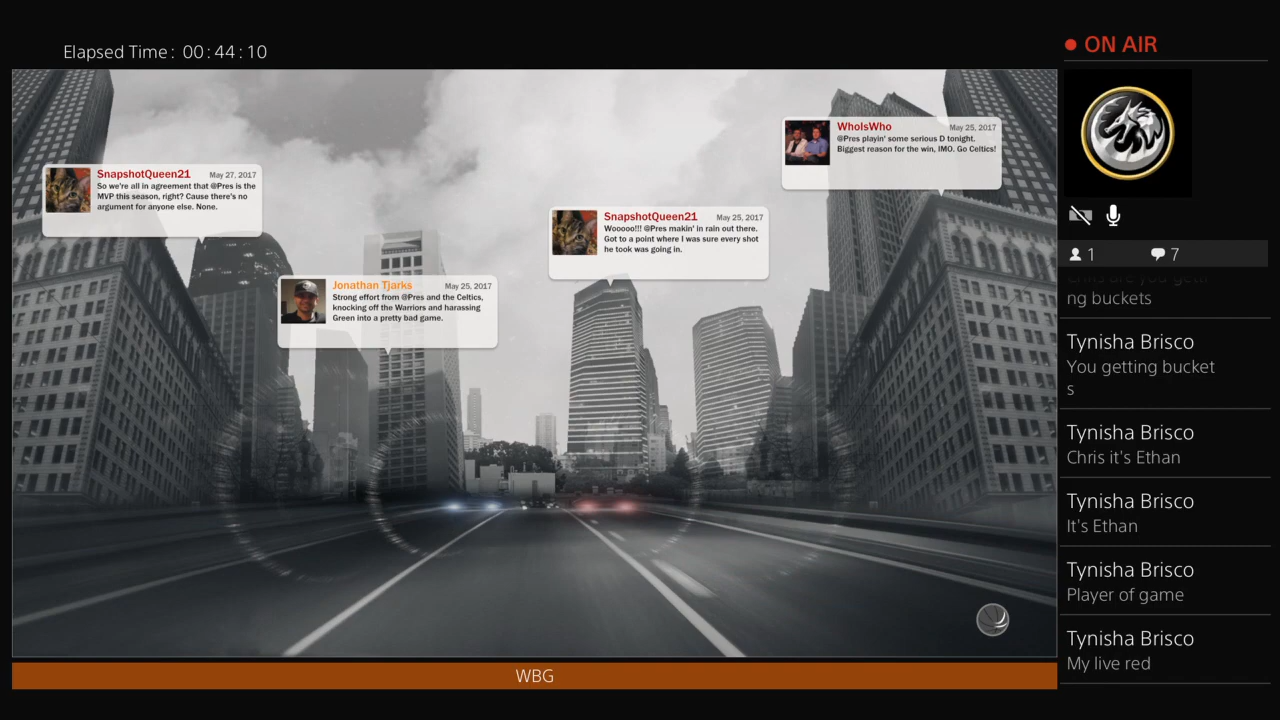 Elapsed Time: 00:44:10
ON AIR
SnapshotQueen21 May 27, 2017
So we're all in agreement that @Pres is the
MVP this season, right? Cause there's no
argument for anyone else. None.
Jonathan Tjarks May 25, 2017
Strong effort from @Pres and the Celtics,
knocking off the Warriors and harassing
Green into a pretty bad game.
SnapshotQueen21 May 25, 2017
Wooooo!!! @Pres makin' in rain out there.
Got to a point where I was sure every shot
he took was going in.
WhoIsWho May 25, 2017
@Pres playin' some serious D tonight.
Biggest reason for the win, IMO. Go Celtics!
WBG
1 7
Chris are you getti
ng buckets
Tynisha Brisco
You getting bucket
s
Tynisha Brisco
Chris it's Ethan
Tynisha Brisco
It's Ethan
Tynisha Brisco
Player of game
Tynisha Brisco
My live red